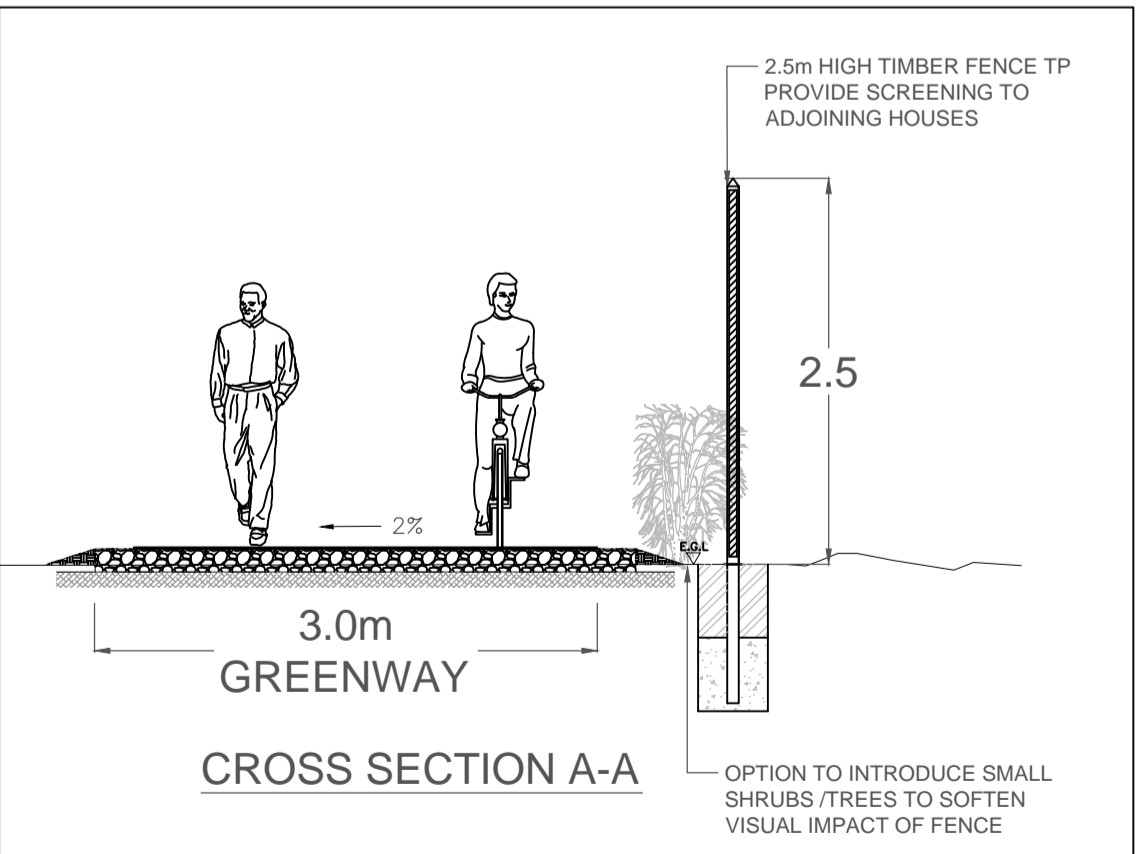 2.5m HIGH TIMBER FENCE TP
PROVIDE SCREENING TO
ADJOINING HOUSES
2.5
2%
E.G.L
3.0m
GREENWAY
CROSS SECTION A-A
OPTION TO INTRODUCE SMALL
SHRUBS /TREES TO SOFTEN
VISUAL IMPACT OF FENCE